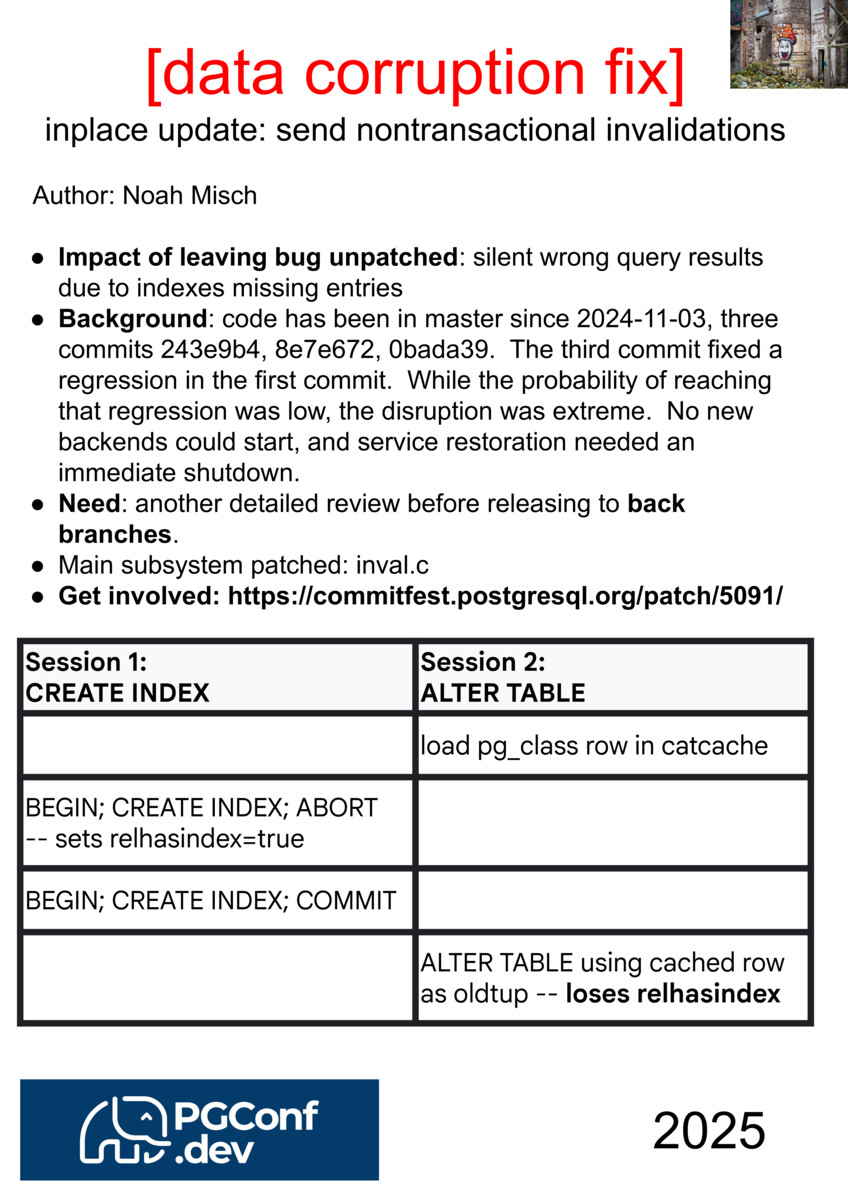 [data corruption fix]
inplace update: send nontransactional invalidations
Author: Noah Misch
● Impact of leaving bug unpatched: silent wrong query results
due to indexes missing entries
● Background: code has been in master since 2024-11-03, three
commits 243e9b4, 8e7e672, 0bada39.  The third commit fixed a
regression in the first commit.  While the probability of reaching
that regression was low, the disruption was extreme.  No new
backends could start, and service restoration needed an
immediate shutdown.
● Need: another detailed review before releasing to back
branches.
● Main subsystem patched: inval.c
● Get involved: https://commitfest.postgresql.org/patch/5091/
Session 1:
CREATE INDEX
Session 2:
ALTER TABLE
load pg_class row in catcache
BEGIN; CREATE INDEX; ABORT
-- sets relhasindex=true
BEGIN; CREATE INDEX; COMMIT
ALTER TABLE using cached row
as oldtup -- loses relhasindex
PGConf
.dev
2025